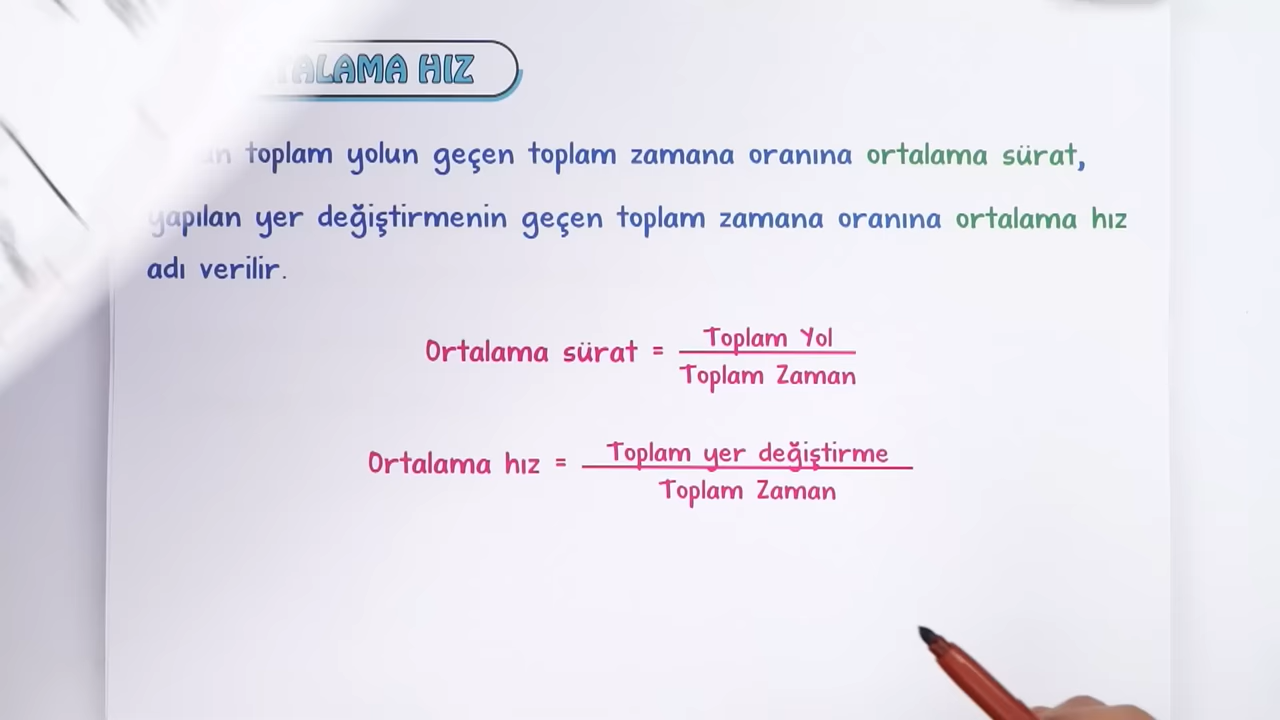 HIZ
toplam yolun geçen toplam zamana oranına ortalama sürat,
yapılan yer değiştirmenin geçen toplam zamana oranına ortalama hız
adı verilir.
Ortalama sürat = Toplam Yol
Toplam Zaman
Ortalama hız = Toplam yer değiştirme
Toplam Zaman